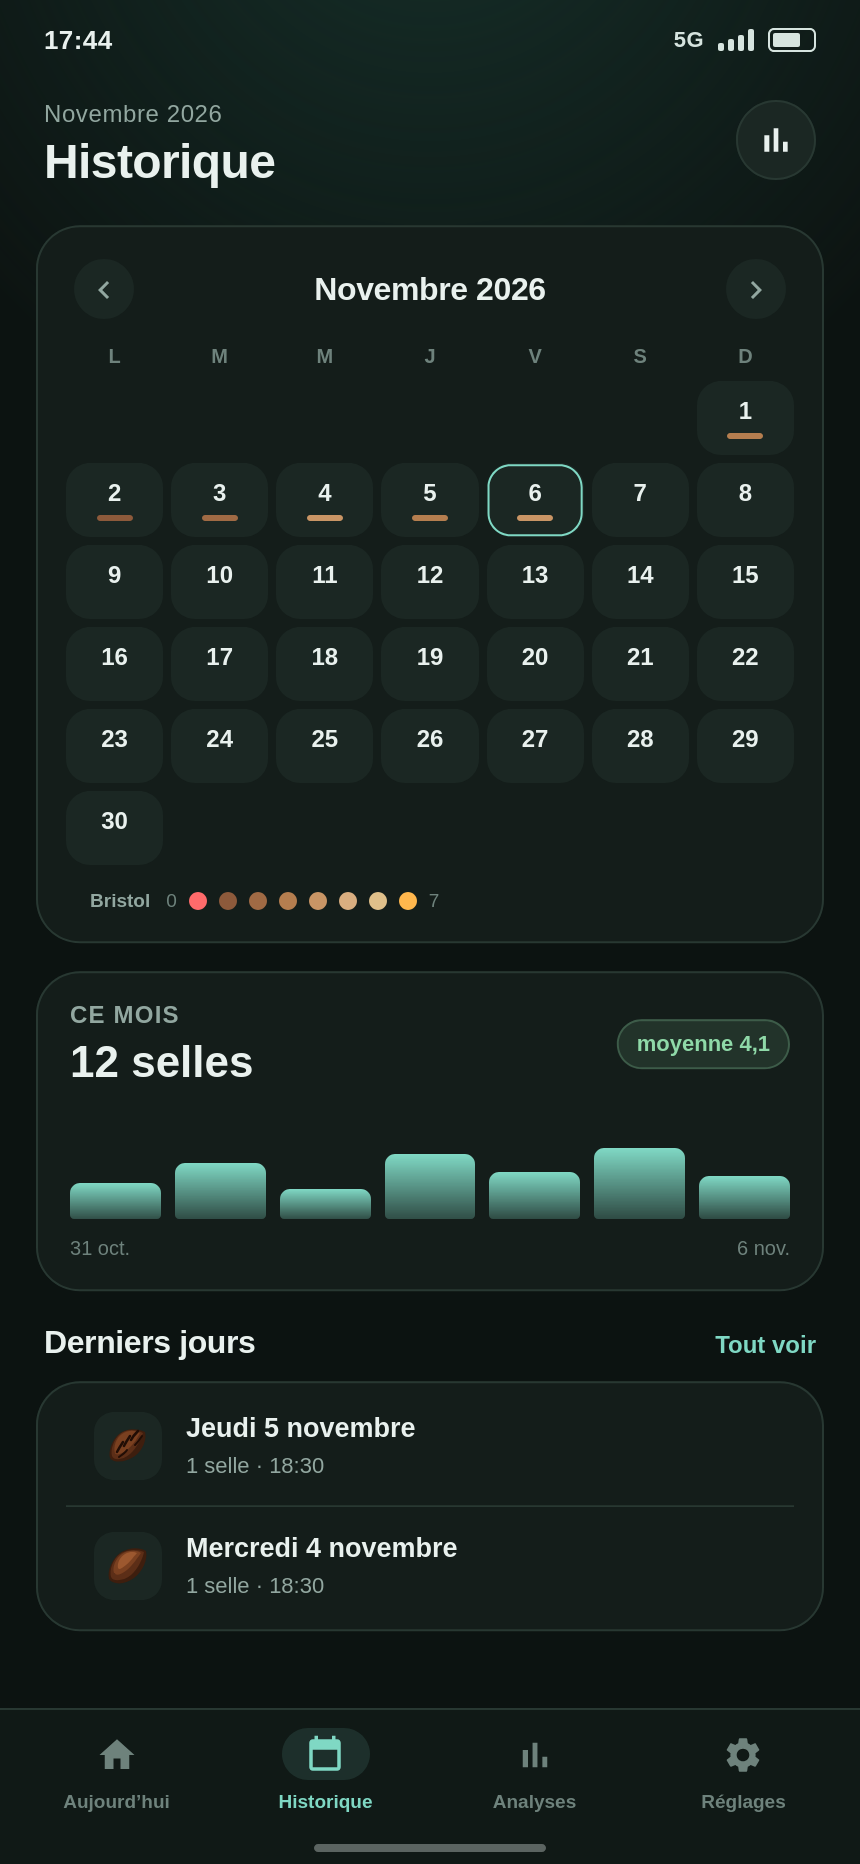 17:44 5G
Novembre 2026
Historique
Novembre 2026
L M M J V S D
1
2 3 4 5 6 7 8
9 10 11 12 13 14 15
16 17 18 19 20 21 22
23 24 25 26 27 28 29
30
Bristol 0 7
CE MOIS
12 selles
moyenne 4,1
31 oct. 6 nov.
Derniers jours Tout voir
Jeudi 5 novembre
1 selle · 18:30
Mercredi 4 novembre
1 selle · 18:30
Aujourd’hui Historique Analyses Réglages